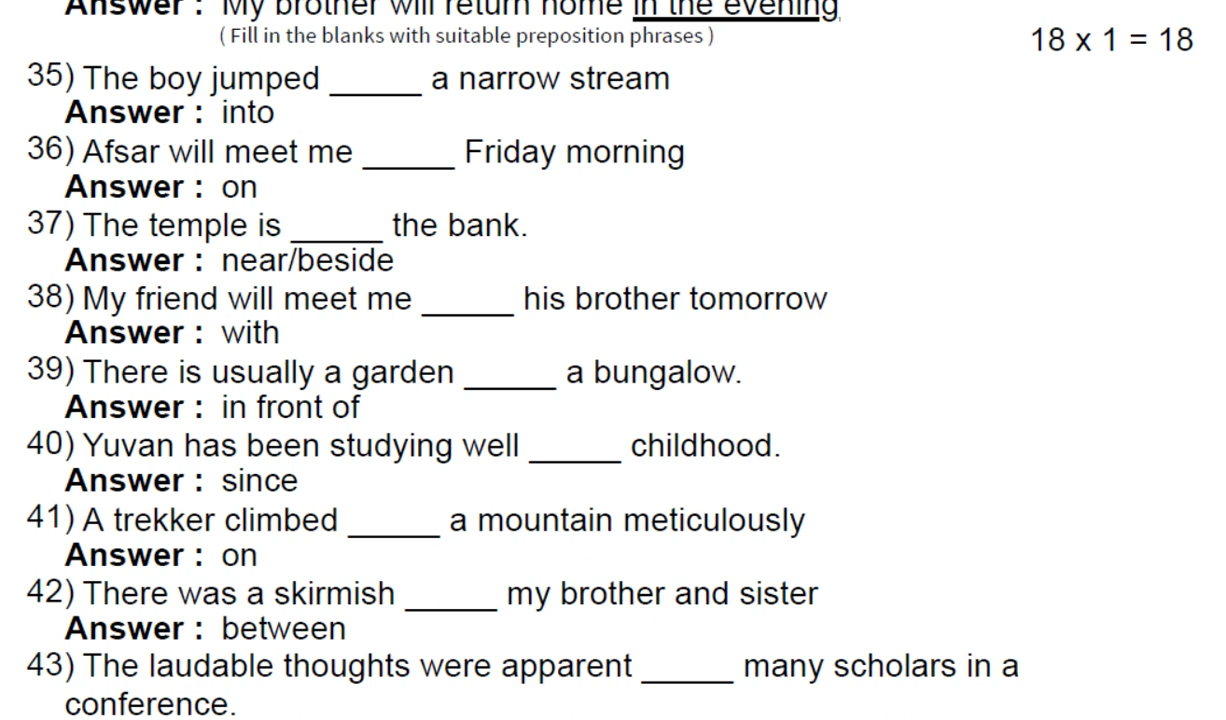 Answer : My brother will return home in the evening.
( Fill in the blanks with suitable preposition phrases )
18 x 1 = 18
35) The boy jumped _____ a narrow stream
Answer : into
36) Afsar will meet me _____ Friday morning
Answer : on
37) The temple is _____ the bank.
Answer : near/beside
38) My friend will meet me _____ his brother tomorrow
Answer : with
39) There is usually a garden _____ a bungalow.
Answer : in front of
40) Yuvan has been studying well _____ childhood.
Answer : since
41) A trekker climbed _____ a mountain meticulously
Answer : on
42) There was a skirmish _____ my brother and sister
Answer : between
43) The laudable thoughts were apparent _____ many scholars in a
conference.